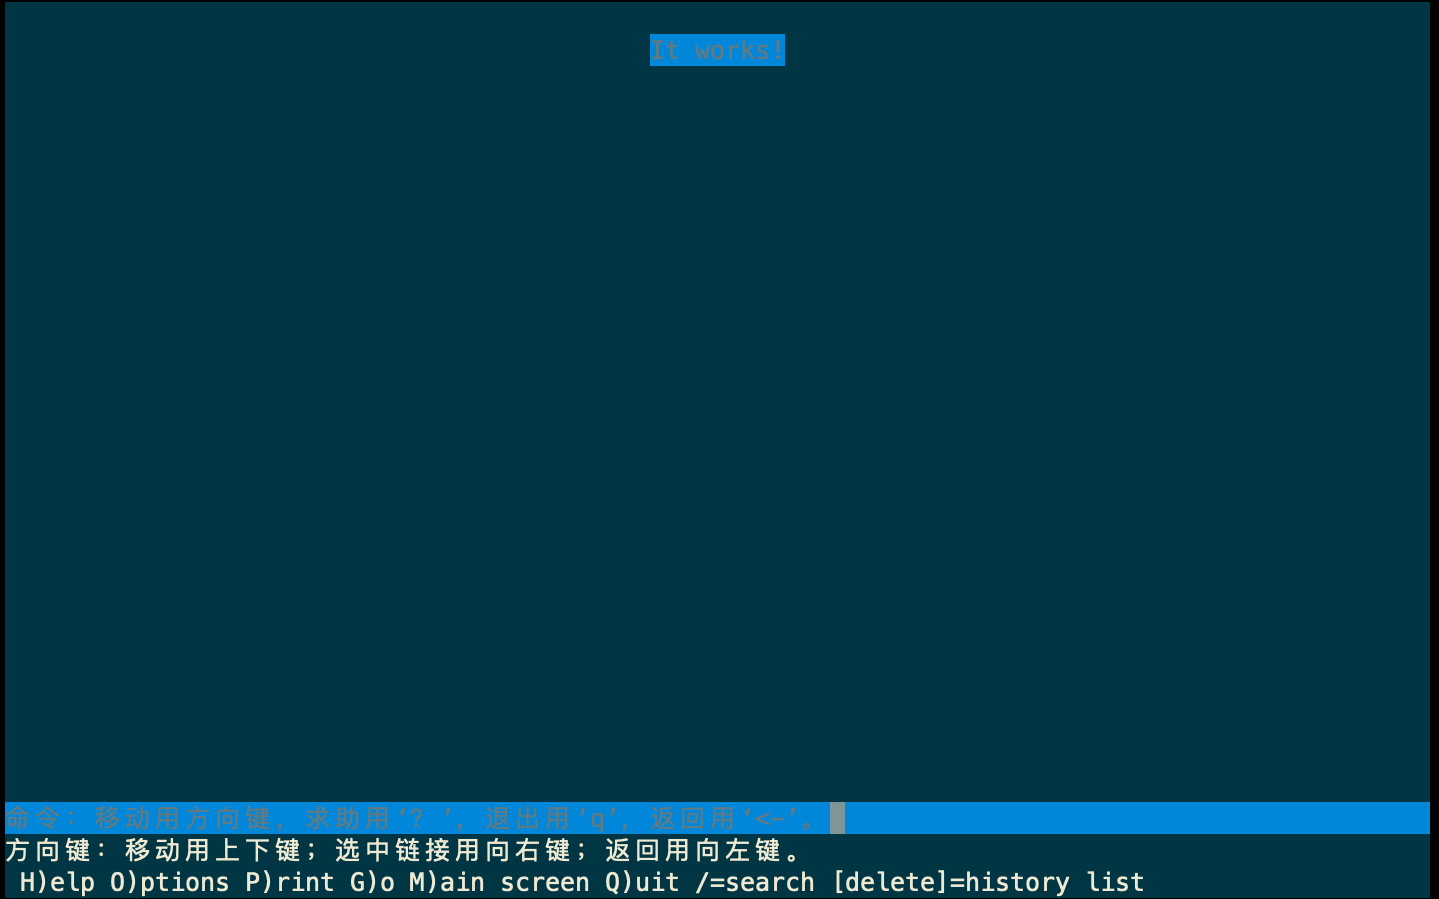 It works!
命令：移动用方向键，求助用‘？’，退出用‘q’，返回用‘<-’。
方向键：移动用上下键；选中链接用向右键；返回用向左键。
H)elp O)ptions P)rint G)o M)ain screen Q)uit /=search [delete]=history list